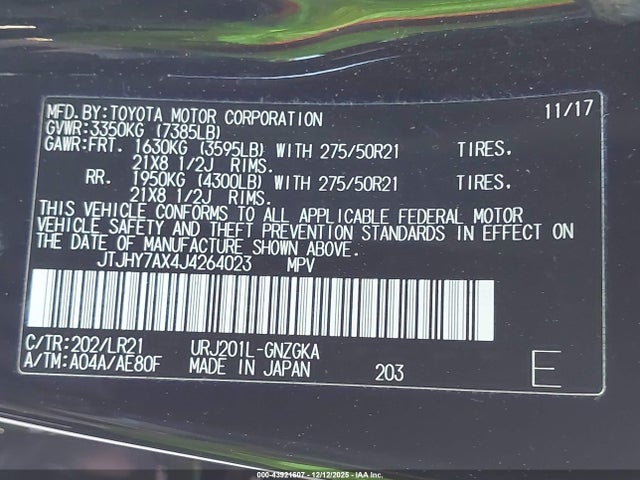 MFD.BY:TOYOTA MOTOR CORPORATION 11/17
GVWR:3350KG (7385LB)
GAWR:FRT. 1630KG (3595LB) WITH 275/50R21 TIRES.
21X8 1/2J RIMS.
RR. 1950KG (4300LB) WITH 275/50R21 TIRES.
21X8 1/2J RIMS.
THIS VEHICLE CONFORMS TO ALL APPLICABLE FEDERAL MOTOR
VEHICLE SAFETY AND THEFT PREVENTION STANDARDS IN EFFECT ON
THE DATE OF MANUFACTURE SHOWN ABOVE.
JTJHY7AX4J4264023 MPV
C/TR:202/LR21 URJ201L-GNZGKA
A/TM:A04A/AE80F MADE IN JAPAN 203 E
000-43921607 - 12/12/2025 - IAA Inc.